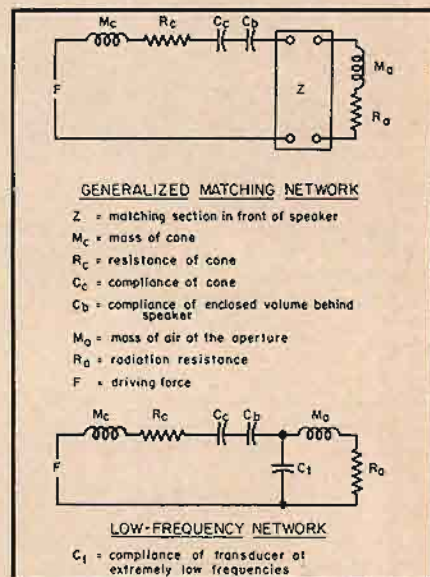 Mc Rc Cc Cb
F Z Ma
Ra
GENERALIZED MATCHING NETWORK
Z = matching section in front of speaker
Mc = mass of cone
Rc = resistance of cone
Cc = compliance of cone
Cb = compliance of enclosed volume behind
speaker
Ma = mass of air of the aperture
Ra = radiation resistance
F = driving force
Mc Rc Cc Cb Ma
F Ct Ra
LOW-FREQUENCY NETWORK
Ct = compliance of transducer at
extremely low frequencies